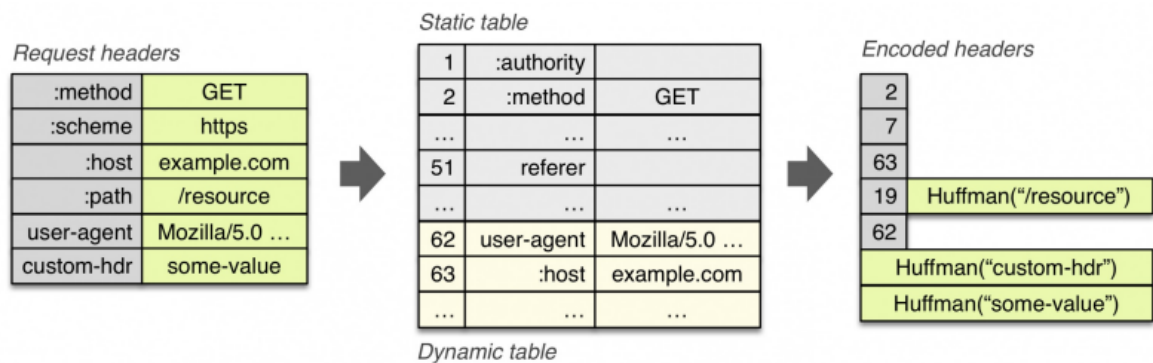 Request headers
:method GET
:scheme https
:host example.com
:path /resource
user-agent Mozilla/5.0 ...
custom-hdr some-value
Static table
1 :authority
2 :method GET
... ... ...
51 referer
... ... ...
62 user-agent Mozilla/5.0 ...
63 :host example.com
... ... ...
Dynamic table
Encoded headers
2
7
63
19 Huffman(“/resource”)
62
Huffman(“custom-hdr”)
Huffman(“some-value”)